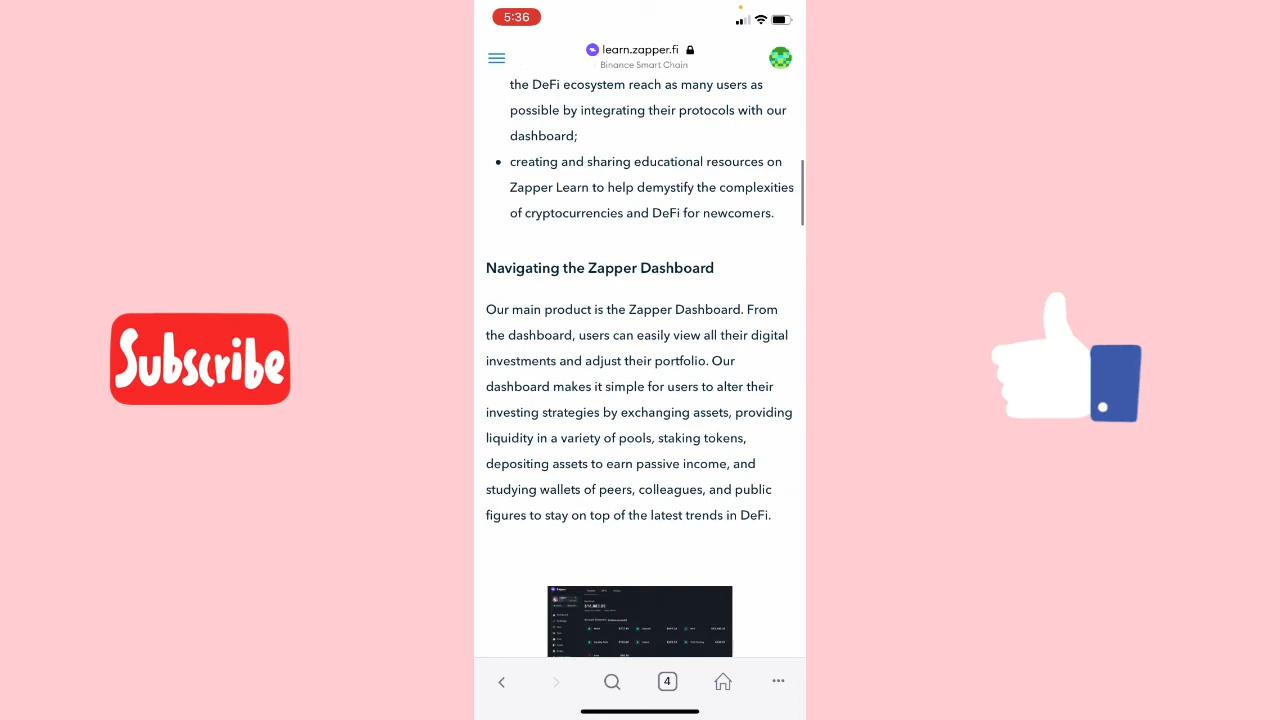 5:36
learn.zapper.fi
Binance Smart Chain
the DeFi ecosystem reach as many users as
possible by integrating their protocols with our
dashboard;
• creating and sharing educational resources on
Zapper Learn to help demystify the complexities
of cryptocurrencies and DeFi for newcomers.
Navigating the Zapper Dashboard
Our main product is the Zapper Dashboard. From
the dashboard, users can easily view all their digital
investments and adjust their portfolio. Our
dashboard makes it simple for users to alter their
investing strategies by exchanging assets, providing
liquidity in a variety of pools, staking tokens,
depositing assets to earn passive income, and
studying wallets of peers, colleagues, and public
figures to stay on top of the latest trends in DeFi.
Subscribe
4